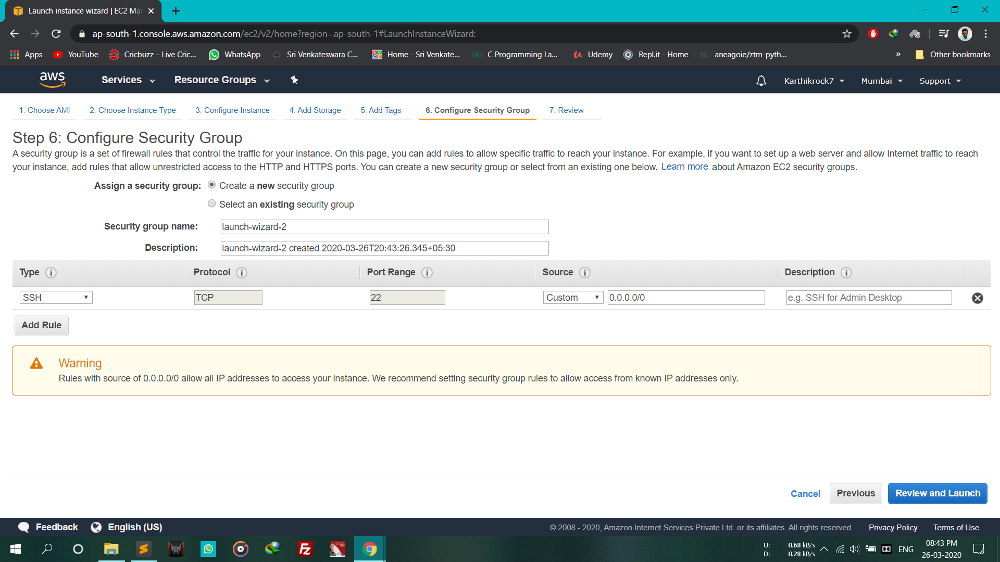 Launch instance wizard | EC2 Ma
ap-south-1.console.aws.amazon.com/ec2/v2/home?region=ap-south-1#LaunchInstanceWizard:
Apps YouTube Cricbuzz – Live Cric... WhatsApp Sri Venkateswara C... Home - Sri Venkate... C Programming La... Udemy Repl.it - Home aneagoie/ztm-pyth... » Other bookmarks
aws Services Resource Groups Karthikrock7 Mumbai Support
1. Choose AMI 2. Choose Instance Type 3. Configure Instance 4. Add Storage 5. Add Tags 6. Configure Security Group 7. Review
Step 6: Configure Security Group
A security group is a set of firewall rules that control the traffic for your instance. On this page, you can add rules to allow specific traffic to reach your instance. For example, if you want to set up a web server and allow Internet traffic to reach
your instance, add rules that allow unrestricted access to the HTTP and HTTPS ports. You can create a new security group or select from an existing one below. Learn more about Amazon EC2 security groups.
Assign a security group: Create a new security group
Select an existing security group
Security group name: launch-wizard-2
Description: launch-wizard-2 created 2020-03-26T20:43:26.345+05:30
Type Protocol Port Range Source Description
SSH TCP 22 Custom 0.0.0.0/0 e.g. SSH for Admin Desktop
Add Rule
Warning
Rules with source of 0.0.0.0/0 allow all IP addresses to access your instance. We recommend setting security group rules to allow access from known IP addresses only.
Cancel Previous Review and Launch
Feedback English (US) © 2008 - 2020, Amazon Internet Services Private Ltd. or its affiliates. All rights reserved. Privacy Policy Terms of Use
U: 0.68 kB/s
D: 0.28 kB/s
ENG
08:43 PM
26-03-2020